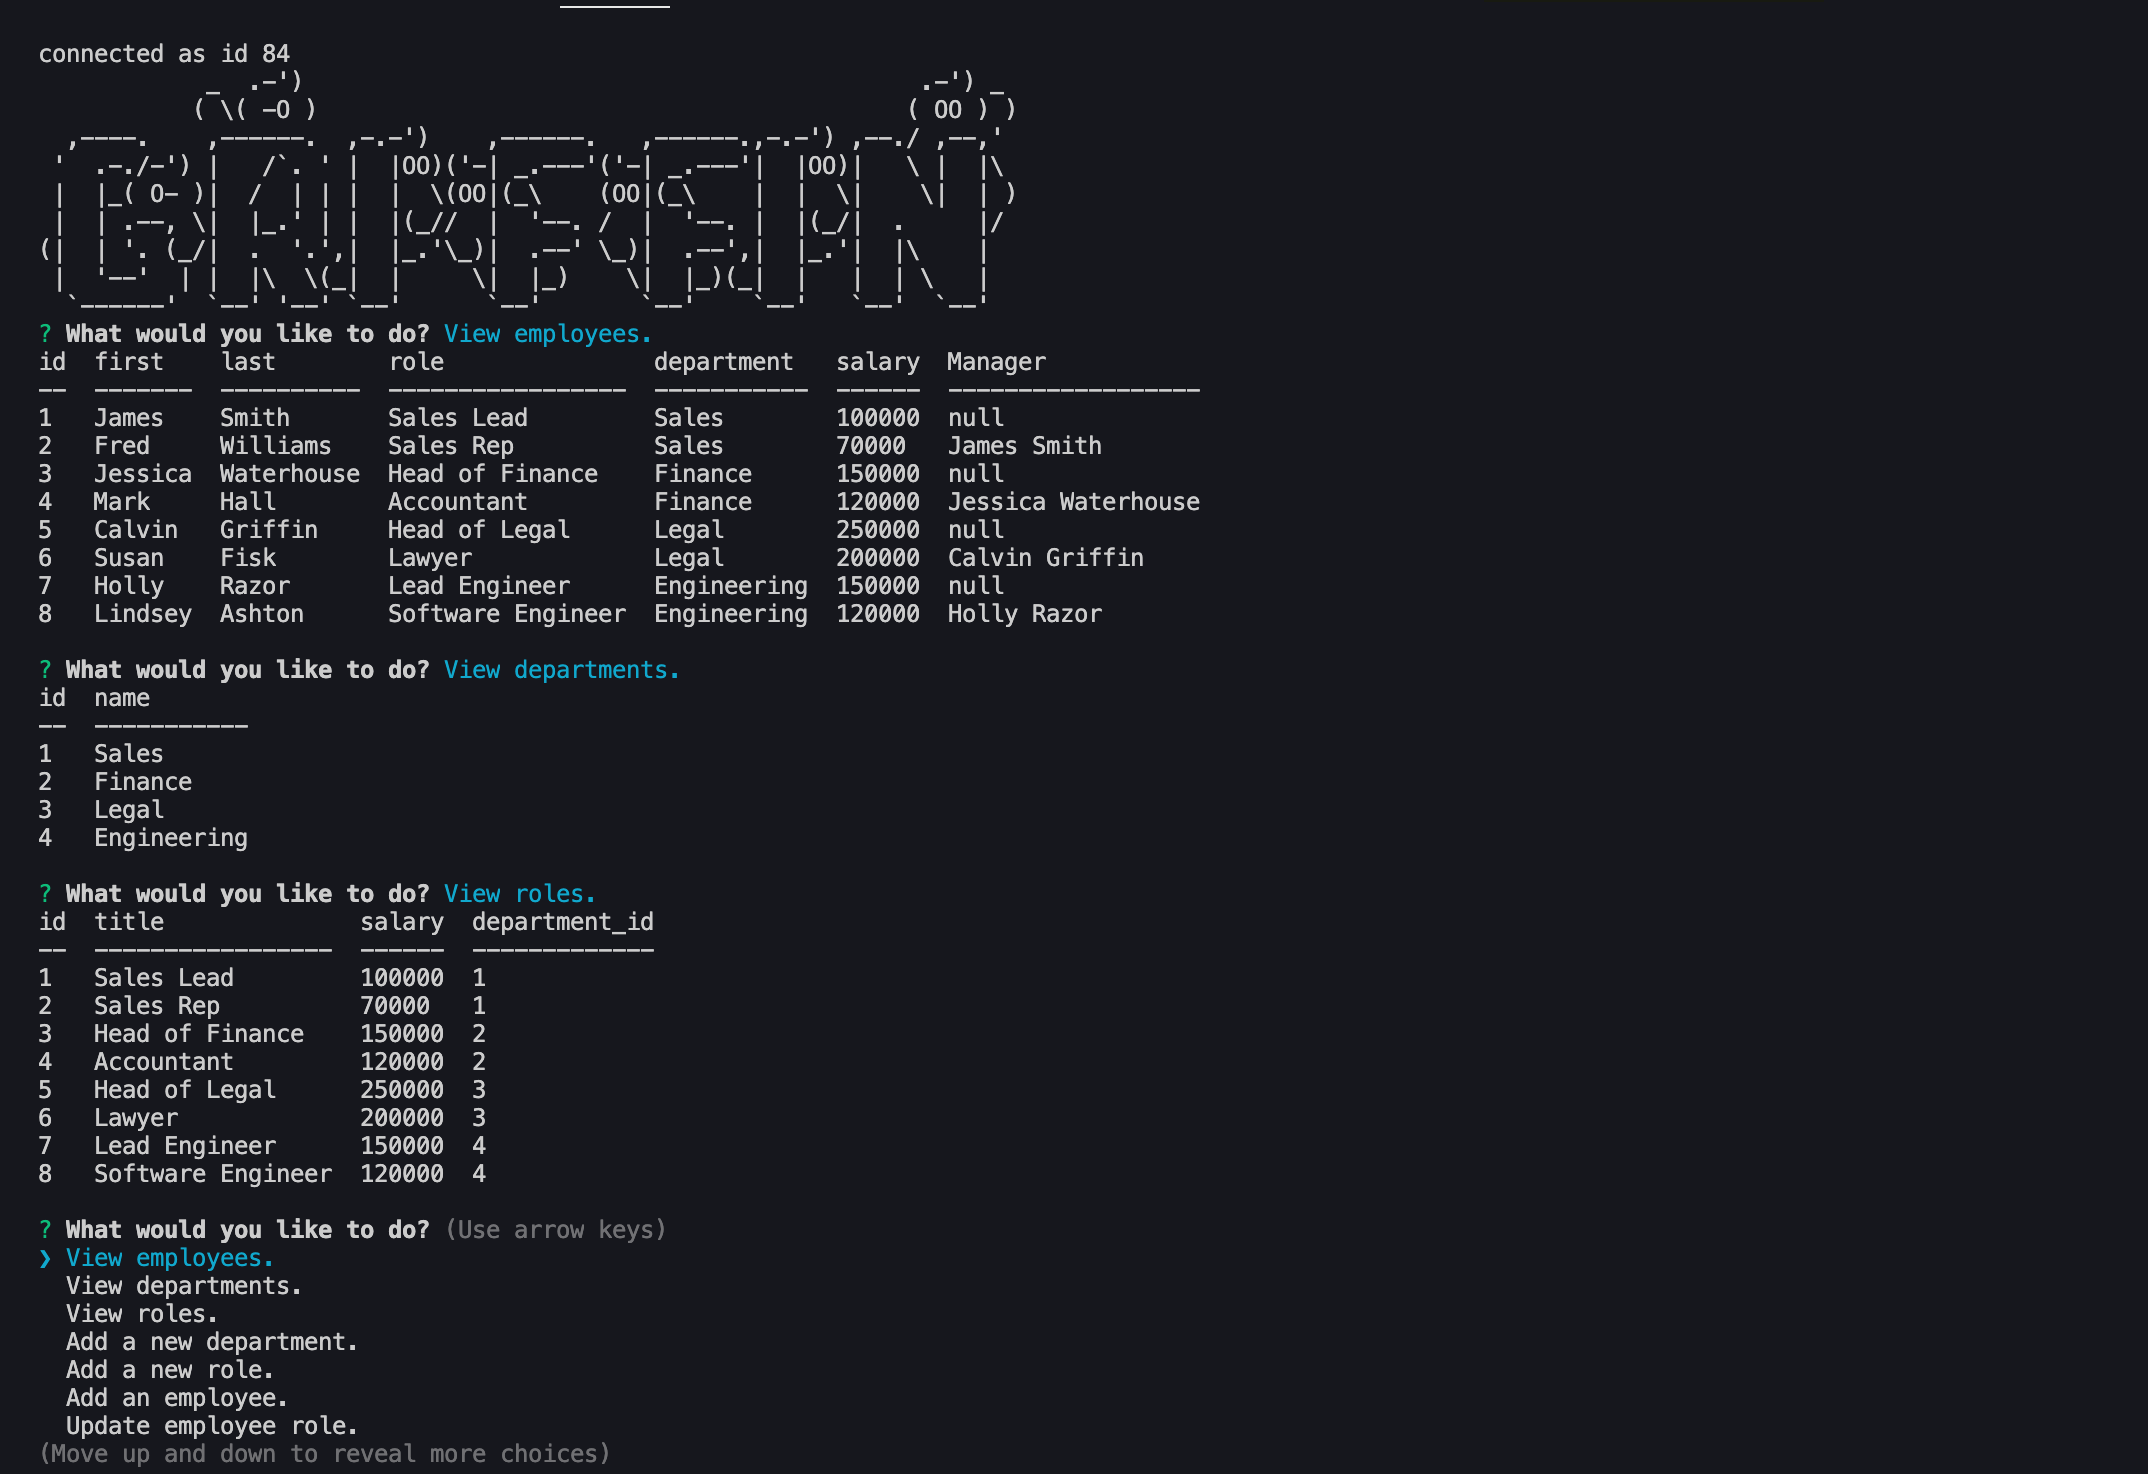 connected as id 84
GRIFFIN
? What would you like to do? View employees.
id  first    last        role               department   salary  Manager
--  -------  ----------  -----------------  -----------  ------  ------------------
1   James    Smith       Sales Lead         Sales        100000  null
2   Fred     Williams    Sales Rep          Sales        70000   James Smith
3   Jessica  Waterhouse  Head of Finance    Finance      150000  null
4   Mark     Hall        Accountant         Finance      120000  Jessica Waterhouse
5   Calvin   Griffin     Head of Legal      Legal        250000  null
6   Susan    Fisk        Lawyer             Legal        200000  Calvin Griffin
7   Holly    Razor       Lead Engineer      Engineering  150000  null
8   Lindsey  Ashton      Software Engineer  Engineering  120000  Holly Razor
? What would you like to do? View departments.
id  name
--  -----------
1   Sales
2   Finance
3   Legal
4   Engineering
? What would you like to do? View roles.
id  title              salary  department_id
--  -----------------  ------  -------------
1   Sales Lead         100000  1
2   Sales Rep          70000   1
3   Head of Finance    150000  2
4   Accountant         120000  2
5   Head of Legal      250000  3
6   Lawyer             200000  3
7   Lead Engineer      150000  4
8   Software Engineer  120000  4
? What would you like to do? (Use arrow keys)
❯ View employees.
View departments.
View roles.
Add a new department.
Add a new role.
Add an employee.
Update employee role.
(Move up and down to reveal more choices)